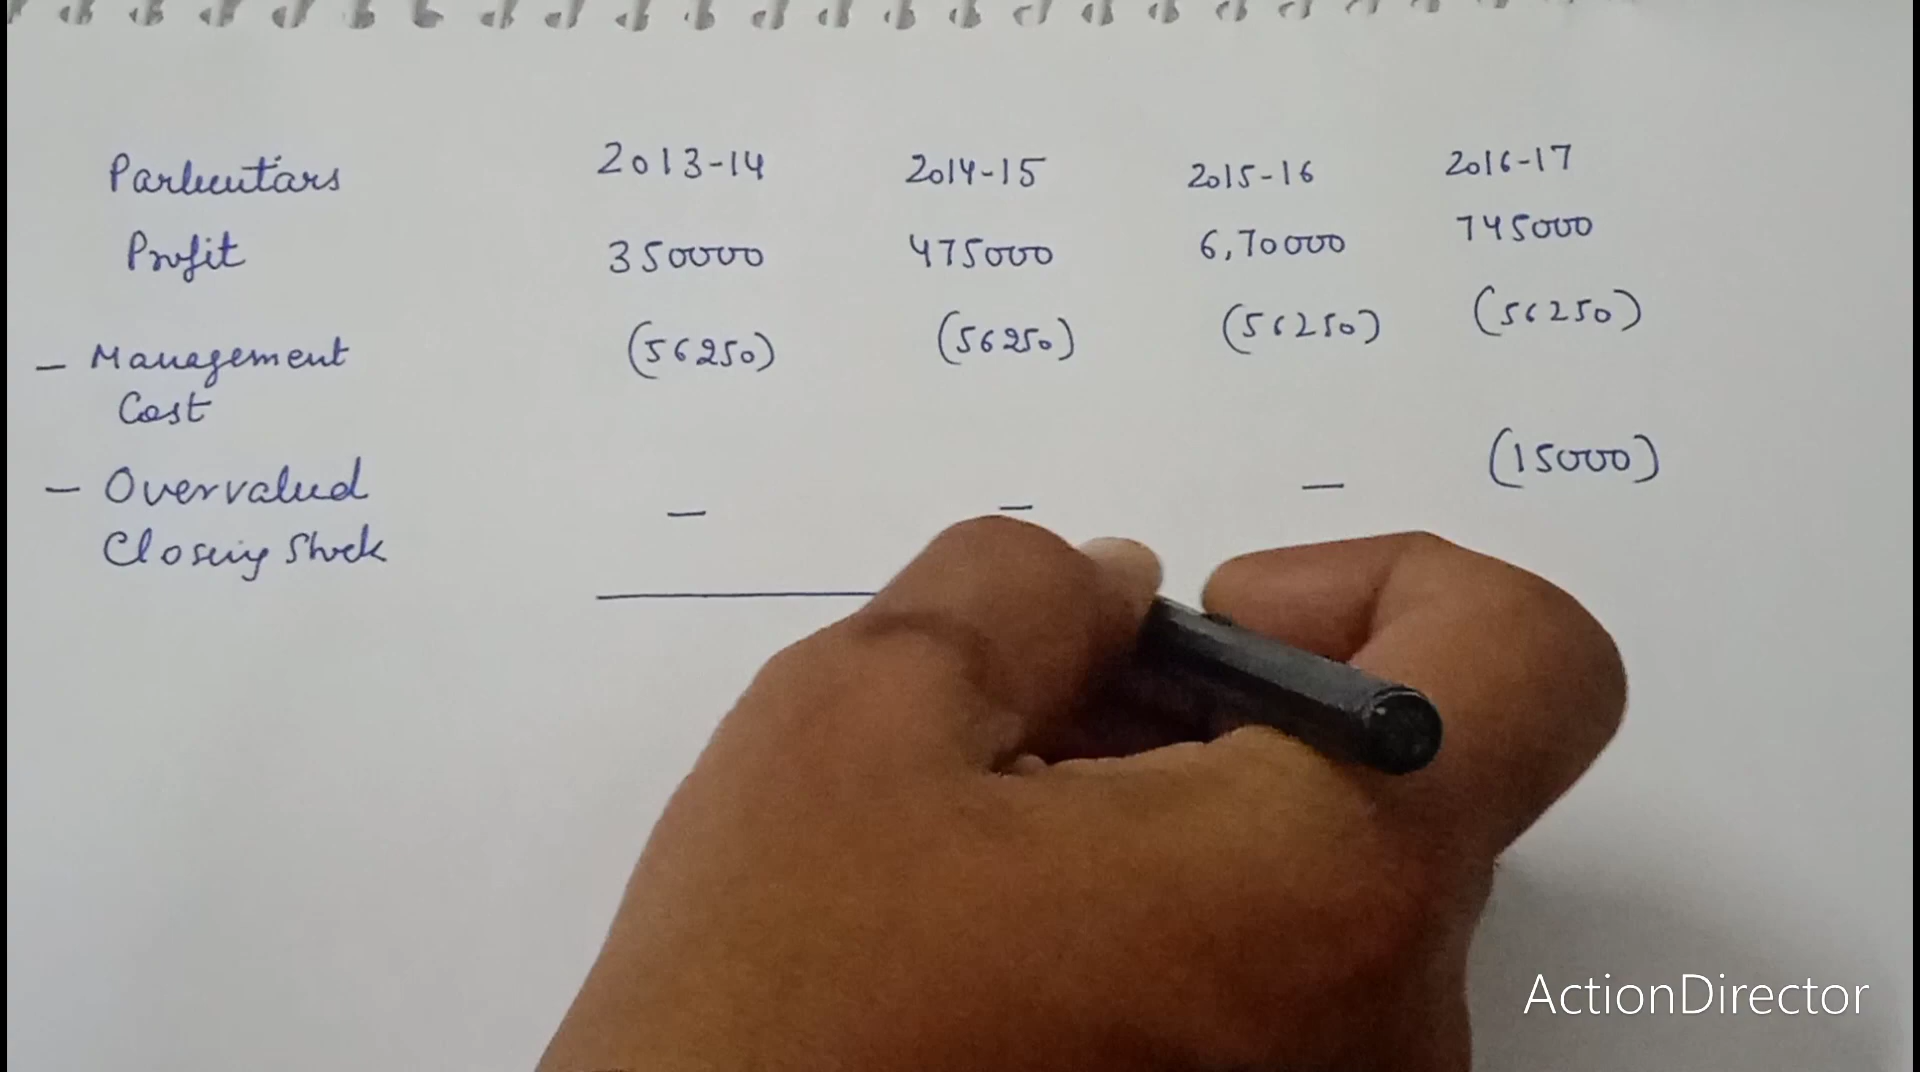 Particulars 2013-14 2014-15 2015-16 2016-17
Profit 350000 475000 6,70000 745000
- Management (56250) (56250) (56250) (56250)
Cost
- Overvalued — — — (15000)
Closing Stock
ActionDirector